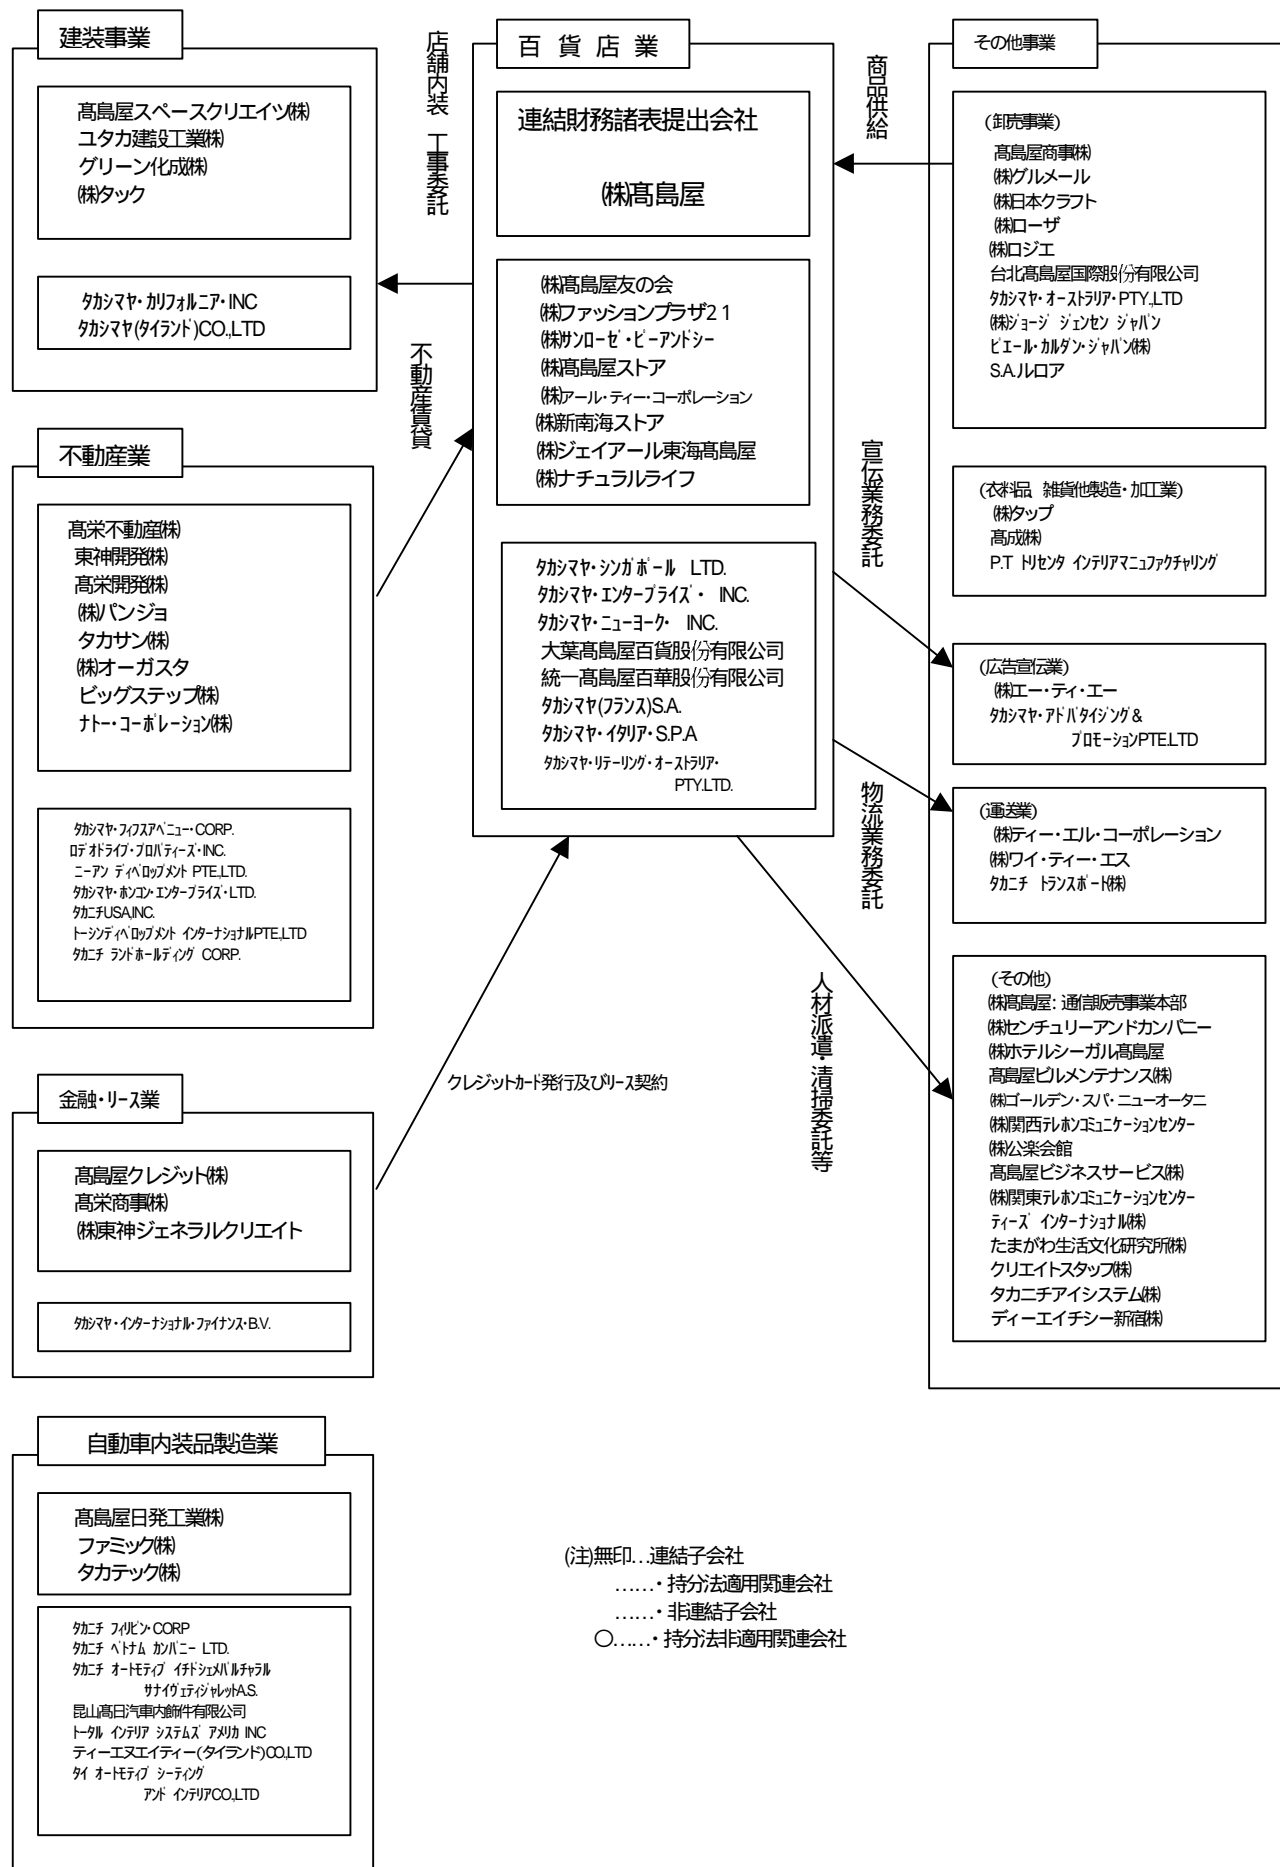 建装事業
髙島屋スペースクリエイツ㈱
ユタカ建設工業㈱
グリーン化成㈱
㈱タック
ﾀｶｼﾏﾔ･ｶﾘﾌｫﾙﾆｱ･INC
ﾀｶｼﾏﾔ(ﾀｲﾗﾝﾄﾞ)CO.,LTD
店舗内装 工事委託
不動産賃貸
不動産業
髙栄不動産㈱
東神開発㈱
髙栄開発㈱
㈱パンジョ
タカサン㈱
㈱オーガスタ
ビッグステップ㈱
ﾅﾄｰ･ｺｰﾎﾟﾚｰｼｮﾝ㈱
ﾀｶｼﾏﾔ･ﾌｨﾌｽｱﾍﾞﾆｭｰ･CORP.
ﾛﾃﾞｵﾄﾞﾗｲﾌﾞ･ﾌﾟﾛﾊﾟﾃｨｰｽﾞ･INC.
ﾆｰｱﾝ ﾃﾞｨﾍﾞﾛｯﾌﾟﾒﾝﾄ PTE,LTD.
ﾀｶｼﾏﾔ･ﾎﾝｺﾝ･ｴﾝﾀｰﾌﾟﾗｲｽﾞ･LTD.
ﾀｶﾆﾁUSA,INC.
ﾄｰｼﾝﾃﾞｨﾍﾞﾛｯﾌﾟﾒﾝﾄ ｲﾝﾀｰﾅｼｮﾅﾙPTE,LTD
ﾀｶﾆﾁ ﾗﾝﾄﾞﾎｰﾙﾃﾞｨﾝｸﾞ CORP.
金融･ﾘｰｽ業
髙島屋クレジット㈱
髙栄商事㈱
㈱東神ジェネラルクリエイト
ﾀｶｼﾏﾔ･ｲﾝﾀｰﾅｼｮﾅﾙ･ﾌｧｲﾅﾝｽ･B.V.
クレジットｶｰﾄﾞ発行及びﾘｰｽ契約
自動車内装品製造業
髙島屋日発工業㈱
ファミック㈱
タカテック㈱
ﾀｶﾆﾁ ﾌｨﾘﾋﾟﾝ･CORP
ﾀｶﾆﾁ ﾍﾞﾄﾅﾑ ｶﾝﾊﾟﾆｰ LTD.
ﾀｶﾆﾁ ｵｰﾄﾓﾃｨﾌﾞ ｲﾁﾄﾞｼｪﾒﾊﾞﾙﾁｬﾗﾙ
ｻﾅｲｳﾞｪﾃｨｼﾞｬﾚｯﾄA.S.
昆山髙日汽車内飾件有限公司
ﾄｰﾀﾙ ｲﾝﾃﾘｱ ｼｽﾃﾑｽﾞ ｱﾒﾘｶ INC
ティーエヌエイティー(タイランド)CO.,LTD
ﾀｲ ｵｰﾄﾓﾃｨﾌﾞ ｼｰﾃｨﾝｸﾞ
ｱﾝﾄﾞ ｲﾝﾃﾘｱCO.,LTD
百貨店業
連結財務諸表提出会社
㈱髙島屋
㈱髙島屋友の会
㈱ファッションプラザ21
㈱ｻﾝﾛｰｾﾞ･ﾋﾟｰｱﾝﾄﾞｼｰ
㈱髙島屋ストア
㈱アール・ティー・コーポレーション
㈱新南海ストア
㈱ジェイアール東海髙島屋
㈱ナチュラルライフ
ﾀｶｼﾏﾔ･ｼﾝｶﾞﾎﾟｰﾙ LTD.
ﾀｶｼﾏﾔ･ｴﾝﾀｰﾌﾟﾗｲｽﾞ･ INC.
ﾀｶｼﾏﾔ･ﾆｭｰﾖｰｸ･ INC.
大葉髙島屋百貨股份有限公司
統一髙島屋百華股份有限公司
ﾀｶｼﾏﾔ(ﾌﾗﾝｽ)S.A.
ﾀｶｼﾏﾔ･ｲﾀﾘｱ･S.P.A
ﾀｶｼﾏﾔ･ﾘﾃｰﾘﾝｸﾞ･ｵｰｽﾄﾗﾘｱ･
PTY.LTD.
商品供給
宣伝業務委託
物流業務委託
人材派遣・清掃委託等
その他事業
(卸売事業)
髙島屋商事㈱
㈱グルメール
㈱日本クラフト
㈱ローザ
㈱ロジエ
台北髙島屋国際股份有限公司
ﾀｶｼﾏﾔ･ｵｰｽﾄﾗﾘｱ･PTY.,LTD
㈱ｼﾞｮｰｼﾞ ｼﾞｪﾝｾﾝ ｼﾞｬﾊﾟﾝ
ﾋﾟｴｰﾙ･ｶﾙﾀﾞﾝ･ｼﾞｬﾊﾟﾝ㈱
S.A.ルロア
(衣料品、雑貨他製造・加工業)
㈱タップ
髙成㈱
P.T ﾄﾘｾﾝﾀ ｲﾝﾃﾘｱﾏﾆｭﾌｧｸﾁｬﾘﾝｸﾞ
(広告宣伝業)
㈱エー・ティ・エー
ﾀｶｼﾏﾔ･ｱﾄﾞﾊﾞﾀｲｼﾞﾝｸﾞ&
ﾌﾟﾛﾓｰｼｮﾝPTE.LTD
(運送業)
㈱ティー・エル・コーポレーション
㈱ワイ・ティー・エス
ﾀｶﾆﾁ ﾄﾗﾝｽﾎﾟｰﾄ㈱
(その他)
㈱髙島屋：通信販売事業本部
㈱センチュリーアンドカンパニー
㈱ホテルシーガル髙島屋
髙島屋ビルメンテナンス㈱
㈱ゴールデン・スパ・ニューオータニ
㈱関西ﾃﾚﾎﾝｺﾐｭﾆｹｰｼｮﾝｾﾝﾀｰ
㈱公楽会館
髙島屋ビジネスサービス㈱
㈱関東ﾃﾚﾎﾝｺﾐｭﾆｹｰｼｮﾝｾﾝﾀｰ
ﾃｨｰｽﾞ ｲﾝﾀｰﾅｼｮﾅﾙ㈱
たまがわ生活文化研究所㈱
クリエイトスタッフ㈱
タカニチアイシステム㈱
ディーエイチシー新宿㈱
(注)無印…連結子会社
……・持分法適用関連会社
……・非連結子会社
○……・持分法非適用関連会社